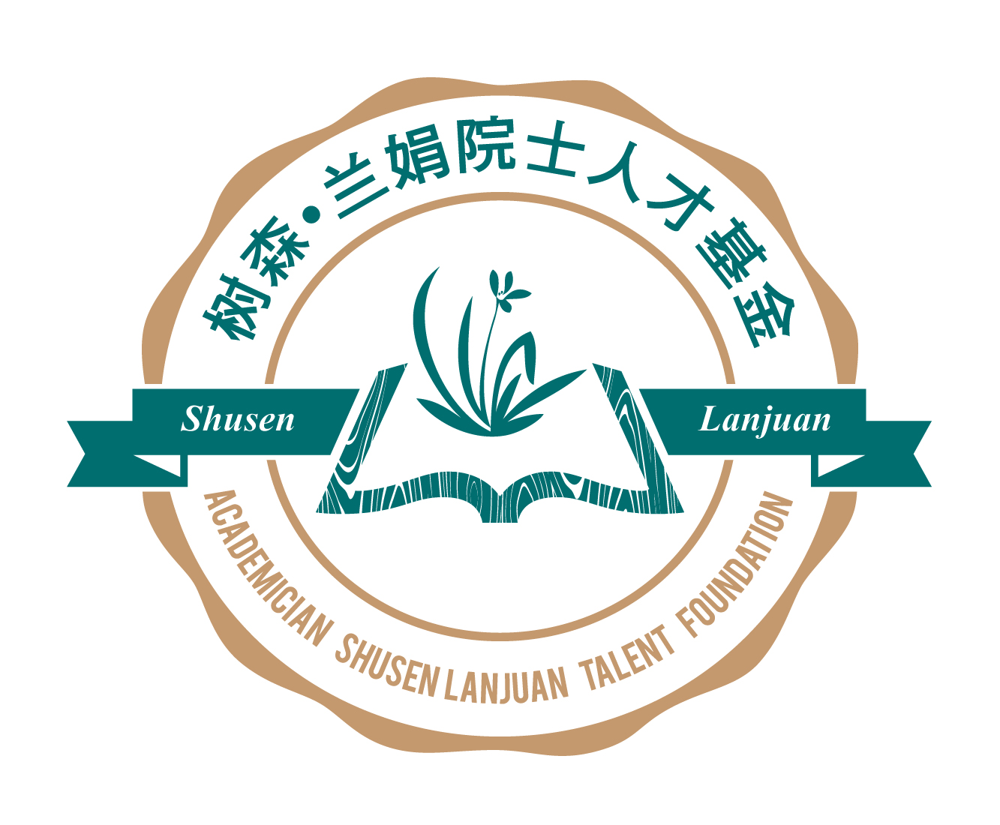 树森•兰娟院士人才基金
Shusen
Lanjuan
ACADEMICIAN SHUSEN LANJUAN TALENT FOUNDATION